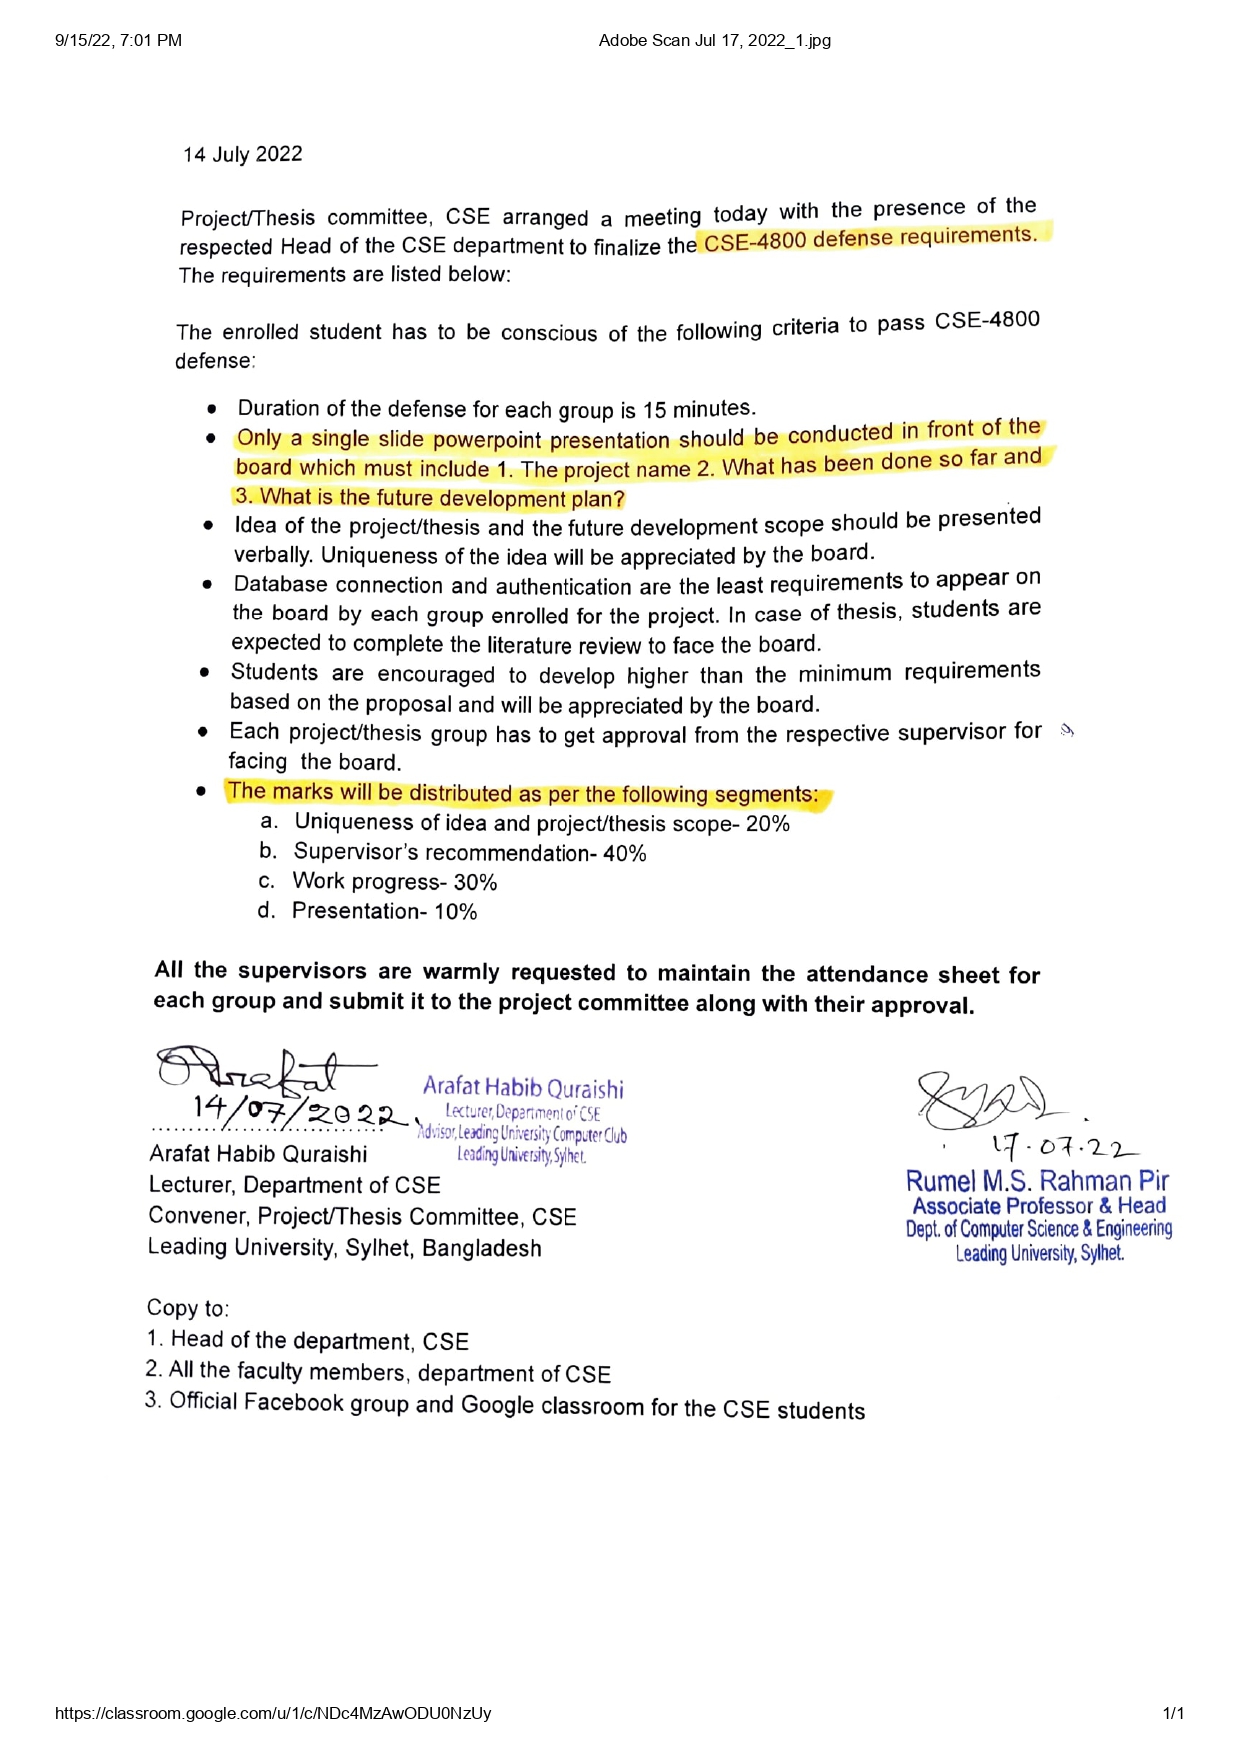 9/15/22, 7:01 PM
Adobe Scan Jul 17, 2022_1.jpg
14 July 2022
Project/Thesis committee, CSE arranged a meeting today with the presence of the
respected Head of the CSE department to finalize the CSE-4800 defense requirements.
The requirements are listed below:
The enrolled student has to be conscious of the following criteria to pass CSE-4800
defense:
• Duration of the defense for each group is 15 minutes.
• Only a single slide powerpoint presentation should be conducted in front of the
board which must include 1. The project name 2. What has been done so far and
3. What is the future development plan?
• Idea of the project/thesis and the future development scope should be presented
verbally. Uniqueness of the idea will be appreciated by the board.
• Database connection and authentication are the least requirements to appear on
the board by each group enrolled for the project. In case of thesis, students are
expected to complete the literature review to face the board.
• Students are encouraged to develop higher than the minimum requirements
based on the proposal and will be appreciated by the board.
• Each project/thesis group has to get approval from the respective supervisor for
facing the board.
• The marks will be distributed as per the following segments:
a. Uniqueness of idea and project/thesis scope- 20%
b. Supervisor's recommendation- 40%
c. Work progress- 30%
d. Presentation- 10%
All the supervisors are warmly requested to maintain the attendance sheet for
each group and submit it to the project committee along with their approval.
Arafat
14/07/2022
Arafat Habib Quraishi
Lecturer, Department of CSE
Advisor, Leading University Computer Club
Leading University, Sylhet.
Arafat Habib Quraishi
Lecturer, Department of CSE
Convener, Project/Thesis Committee, CSE
Leading University, Sylhet, Bangladesh
17.07.22
Rumel M.S. Rahman Pir
Associate Professor & Head
Dept. of Computer Science & Engineering
Leading University, Sylhet.
Copy to:
1. Head of the department, CSE
2. All the faculty members, department of CSE
3. Official Facebook group and Google classroom for the CSE students
https://classroom.google.com/u/1/c/NDc4MzAwODU0NzUy
1/1